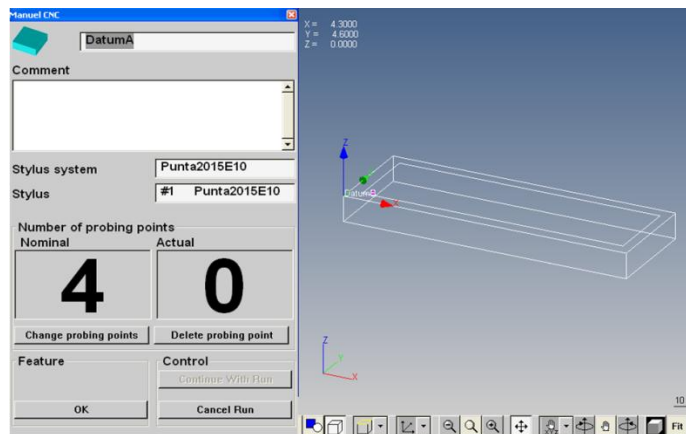 Manuel CNC
DatumA
Comment
Stylus system
Punta2015E10
Stylus
#1 Punta2015E10
Number of probing points
Nominal
Actual
4
0
Change probing points
Delete probing point
Feature
Control
Continue With Run
OK
Cancel Run
X = 4.3000
Y = 4.6000
Z = 0.0000
Z
X
Z
Y
X
10
Fit